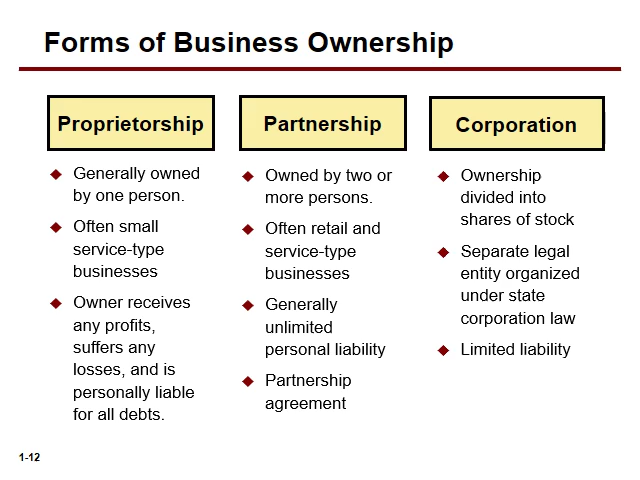 Forms of Business Ownership
Proprietorship
◆ Generally owned
by one person.
◆ Often small
service-type
businesses
◆ Owner receives
any profits,
suffers any
losses, and is
personally liable
for all debts.
Partnership
◆ Owned by two or
more persons.
◆ Often retail and
service-type
businesses
◆ Generally
unlimited
personal liability
◆ Partnership
agreement
Corporation
◆ Ownership
divided into
shares of stock
◆ Separate legal
entity organized
under state
corporation law
◆ Limited liability
1-12